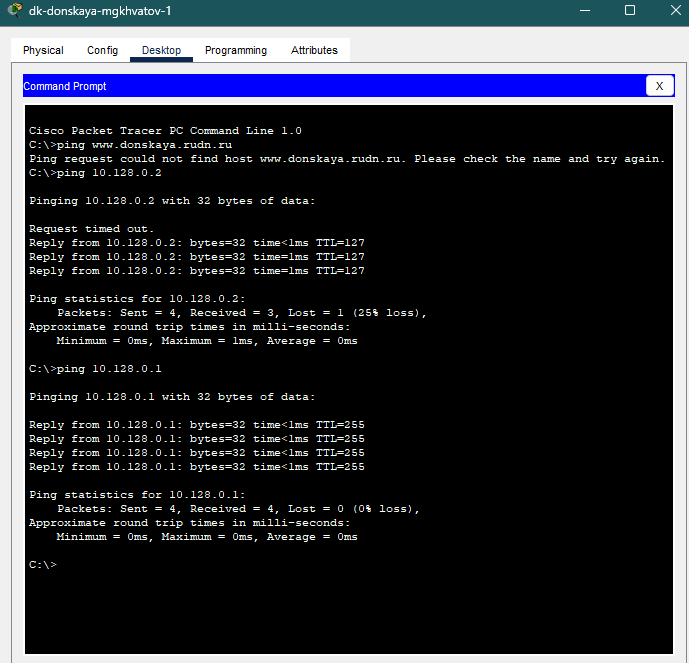 dk-donskaya-mgkhvatov-1
Physical Config Desktop Programming Attributes
Command Prompt X
Cisco Packet Tracer PC Command Line 1.0
C:\>ping www.donskaya.rudn.ru
Ping request could not find host www.donskaya.rudn.ru. Please check the name and try again.
C:\>ping 10.128.0.2
Pinging 10.128.0.2 with 32 bytes of data:
Request timed out.
Reply from 10.128.0.2: bytes=32 time<1ms TTL=127
Reply from 10.128.0.2: bytes=32 time=1ms TTL=127
Reply from 10.128.0.2: bytes=32 time=1ms TTL=127
Ping statistics for 10.128.0.2:
Packets: Sent = 4, Received = 3, Lost = 1 (25% loss),
Approximate round trip times in milli-seconds:
Minimum = 0ms, Maximum = 1ms, Average = 0ms
C:\>ping 10.128.0.1
Pinging 10.128.0.1 with 32 bytes of data:
Reply from 10.128.0.1: bytes=32 time<1ms TTL=255
Reply from 10.128.0.1: bytes=32 time<1ms TTL=255
Reply from 10.128.0.1: bytes=32 time<1ms TTL=255
Reply from 10.128.0.1: bytes=32 time<1ms TTL=255
Ping statistics for 10.128.0.1:
Packets: Sent = 4, Received = 4, Lost = 0 (0% loss),
Approximate round trip times in milli-seconds:
Minimum = 0ms, Maximum = 0ms, Average = 0ms
C:\>